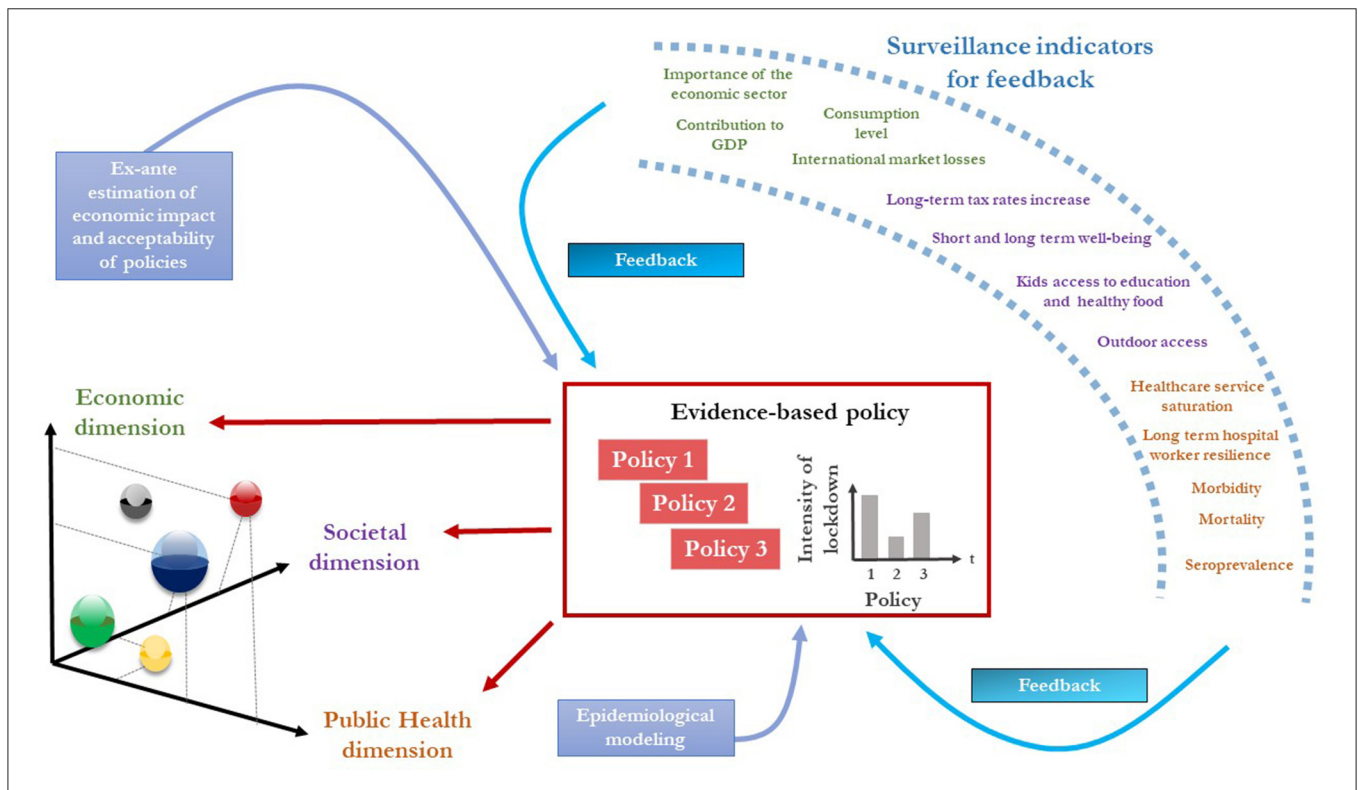 Surveillance indicators
for feedback
Importance of the
economic sector
Consumption
level
Contribution to
GDP
International market losses
Ex-ante
estimation of
economic impact
and acceptability
of policies
Long-term tax rates increase
Short and long term well-being
Feedback
Kids access to education
and healthy food
Outdoor access
Economic
dimension
Healthcare service
saturation
Evidence-based policy
Long term hospital
worker resilience
Policy 1
Policy 2
Policy 3
Intensity of
lockdown
t
1 2 3
Policy
Morbidity
Mortality
Seroprevalence
Societal
dimension
Public Health
dimension
Epidemiological
modeling
Feedback